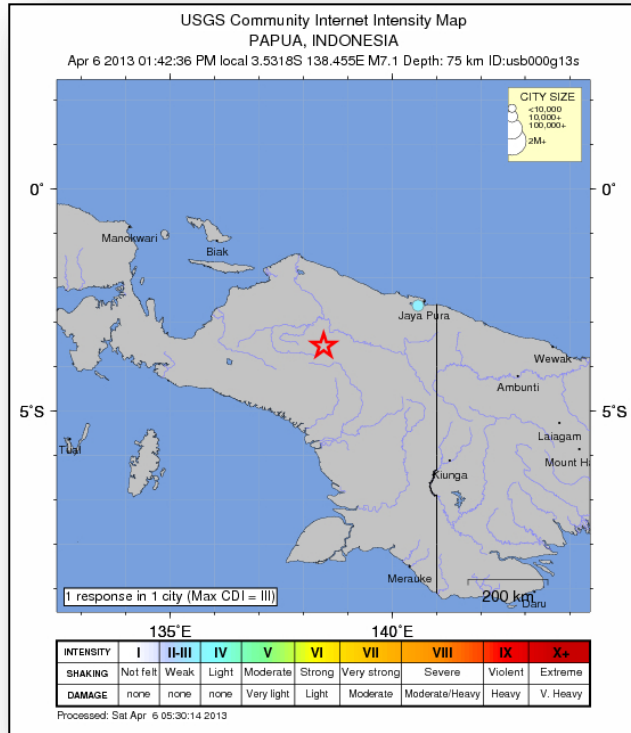 USGS Community Internet Intensity Map
PAPUA, INDONESIA
Apr 6 2013 01:42:36 PM local 3.5318S 138.455E M7.1 Depth: 75 km ID:usb000g13s
CITY SIZE
<10,000
10,000+
100,000+
2M+
0° 0°
Manokwari
Biak
Jaya Pura
Wewak
Ambunti
5°S 5°S
Laiagam
Tual
Mount Ha
Kiunga
Merauke
200 km
Daru
1 response in 1 city (Max CDI = III)
135°E 140°E
INTENSITY I II-III IV V VI VII VIII IX X+
SHAKING Not felt Weak Light Moderate Strong Very strong Severe Violent Extreme
DAMAGE none none none Very light Light Moderate Moderate/Heavy Heavy V. Heavy
Processed: Sat Apr 6 05:30:14 2013